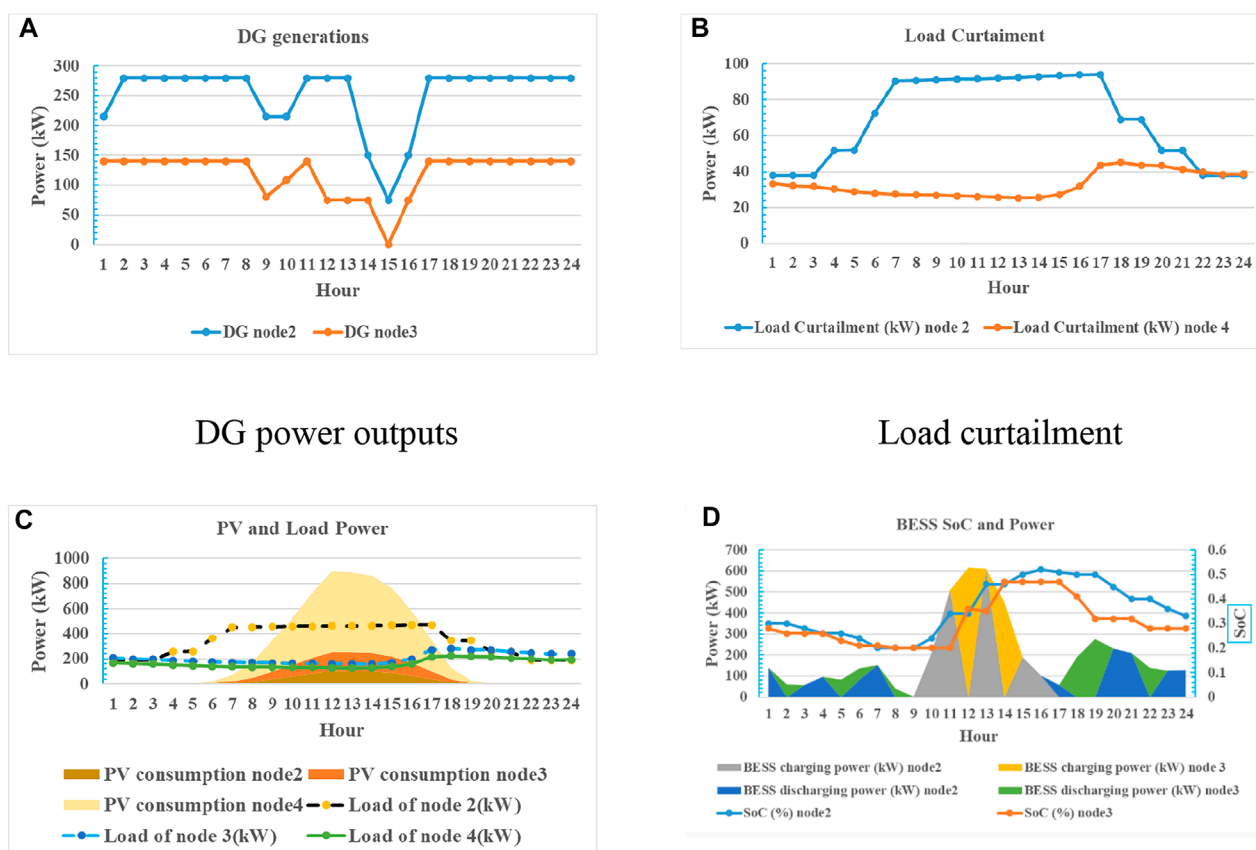 A
DG generations
300
250
200
150
100
50
0
Power (kW)
1 2 3 4 5 6 7 8 9 10 11 12 13 14 15 16 17 18 19 20 21 22 23 24
Hour
DG node2 DG node3
DG power outputs
B
Load Curtaiment
100
80
60
40
20
0
Power (kW)
1 2 3 4 5 6 7 8 9 10 11 12 13 14 15 16 17 18 19 20 21 22 23 24
Hour
Load Curtailment (kW) node 2 Load Curtailment (kW) node 4
Load curtailment
C
PV and Load Power
1000
800
600
400
200
0
Power (kW)
1 2 3 4 5 6 7 8 9 10 11 12 13 14 15 16 17 18 19 20 21 22 23 24
Hour
PV consumption node2 PV consumption node3
PV consumption node4 Load of node 2(kW)
Load of node 3(kW) Load of node 4(kW)
D
BESS SoC and Power
700
600
500
400
300
200
100
0
Power (kW)
0.6
0.5
0.4
0.3
0.2
0.1
0
SoC
1 2 3 4 5 6 7 8 9 10 11 12 13 14 15 16 17 18 19 20 21 22 23 24
Hour
BESS charging power (kW) node2 BESS charging power (kW) node 3
BESS discharging power (kW) node2 BESS discharging power (kW) node3
SoC (%) node2 SoC (%) node3